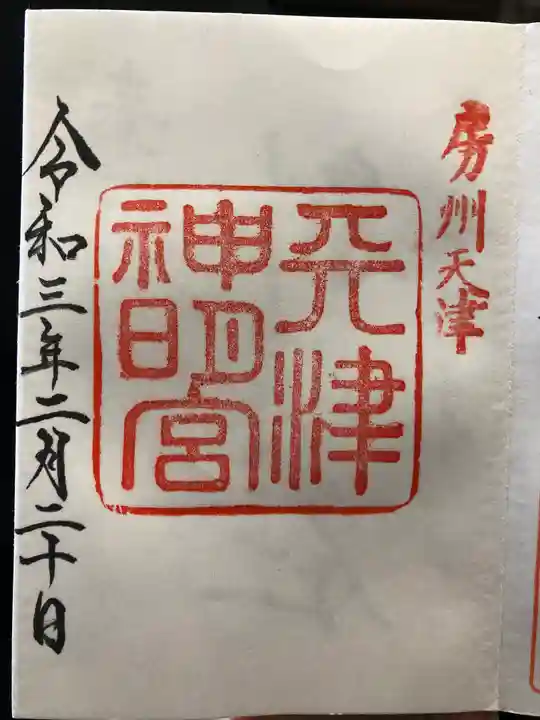 房州天津
天津
神明宮
令和三年二月二十日